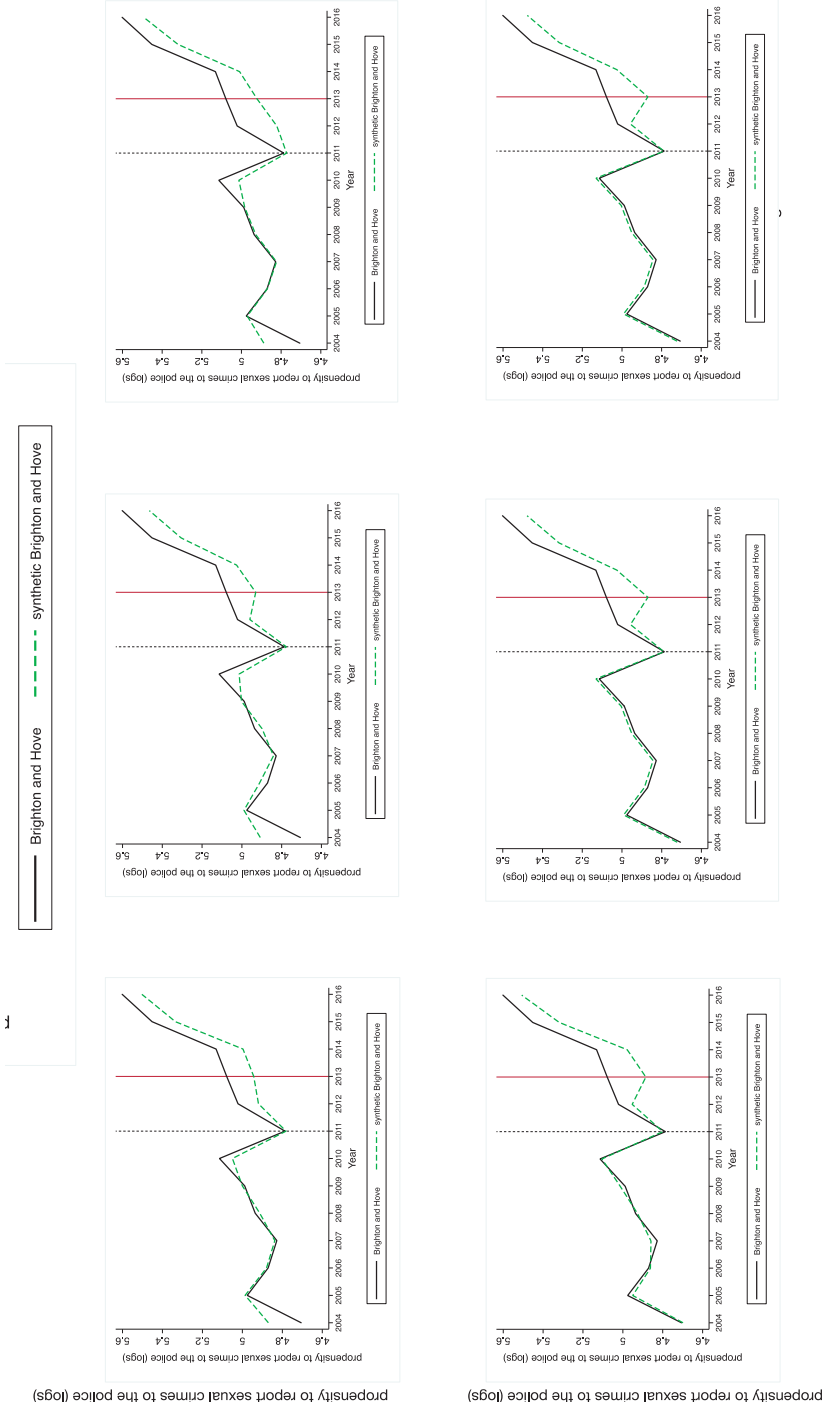 Brighton and Hove synthetic Brighton and Hove
propensity to report sexual crimes to the police (logs)
propensity to report sexual crimes to the police (logs)
5.6
5.4
5.2
5
4.8
4.6
2004 2005 2006 2007 2008 2009 2010 2011 2012 2013 2014 2015 2016
Year
Brighton and Hove synthetic Brighton and Hove
propensity to report sexual crimes to the police (logs)
5.6
5.4
5.2
5
4.8
4.6
2004 2005 2006 2007 2008 2009 2010 2011 2012 2013 2014 2015 2016
Year
Brighton and Hove synthetic Brighton and Hove
propensity to report sexual crimes to the police (logs)
5.6
5.4
5.2
5
4.8
4.6
2004 2005 2006 2007 2008 2009 2010 2011 2012 2013 2014 2015 2016
Year
Brighton and Hove synthetic Brighton and Hove
propensity to report sexual crimes to the police (logs)
propensity to report sexual crimes to the police (logs)
5.6
5.4
5.2
5
4.8
4.6
2004 2005 2006 2007 2008 2009 2010 2011 2012 2013 2014 2015 2016
Year
Brighton and Hove synthetic Brighton and Hove
propensity to report sexual crimes to the police (logs)
5.6
5.4
5.2
5
4.8
4.6
2004 2005 2006 2007 2008 2009 2010 2011 2012 2013 2014 2015 2016
Year
Brighton and Hove synthetic Brighton and Hove
propensity to report sexual crimes to the police (logs)
5.6
5.4
5.2
5
4.8
4.6
2004 2005 2006 2007 2008 2009 2010 2011 2012 2013 2014 2015 2016
Year
Brighton and Hove synthetic Brighton and Hove